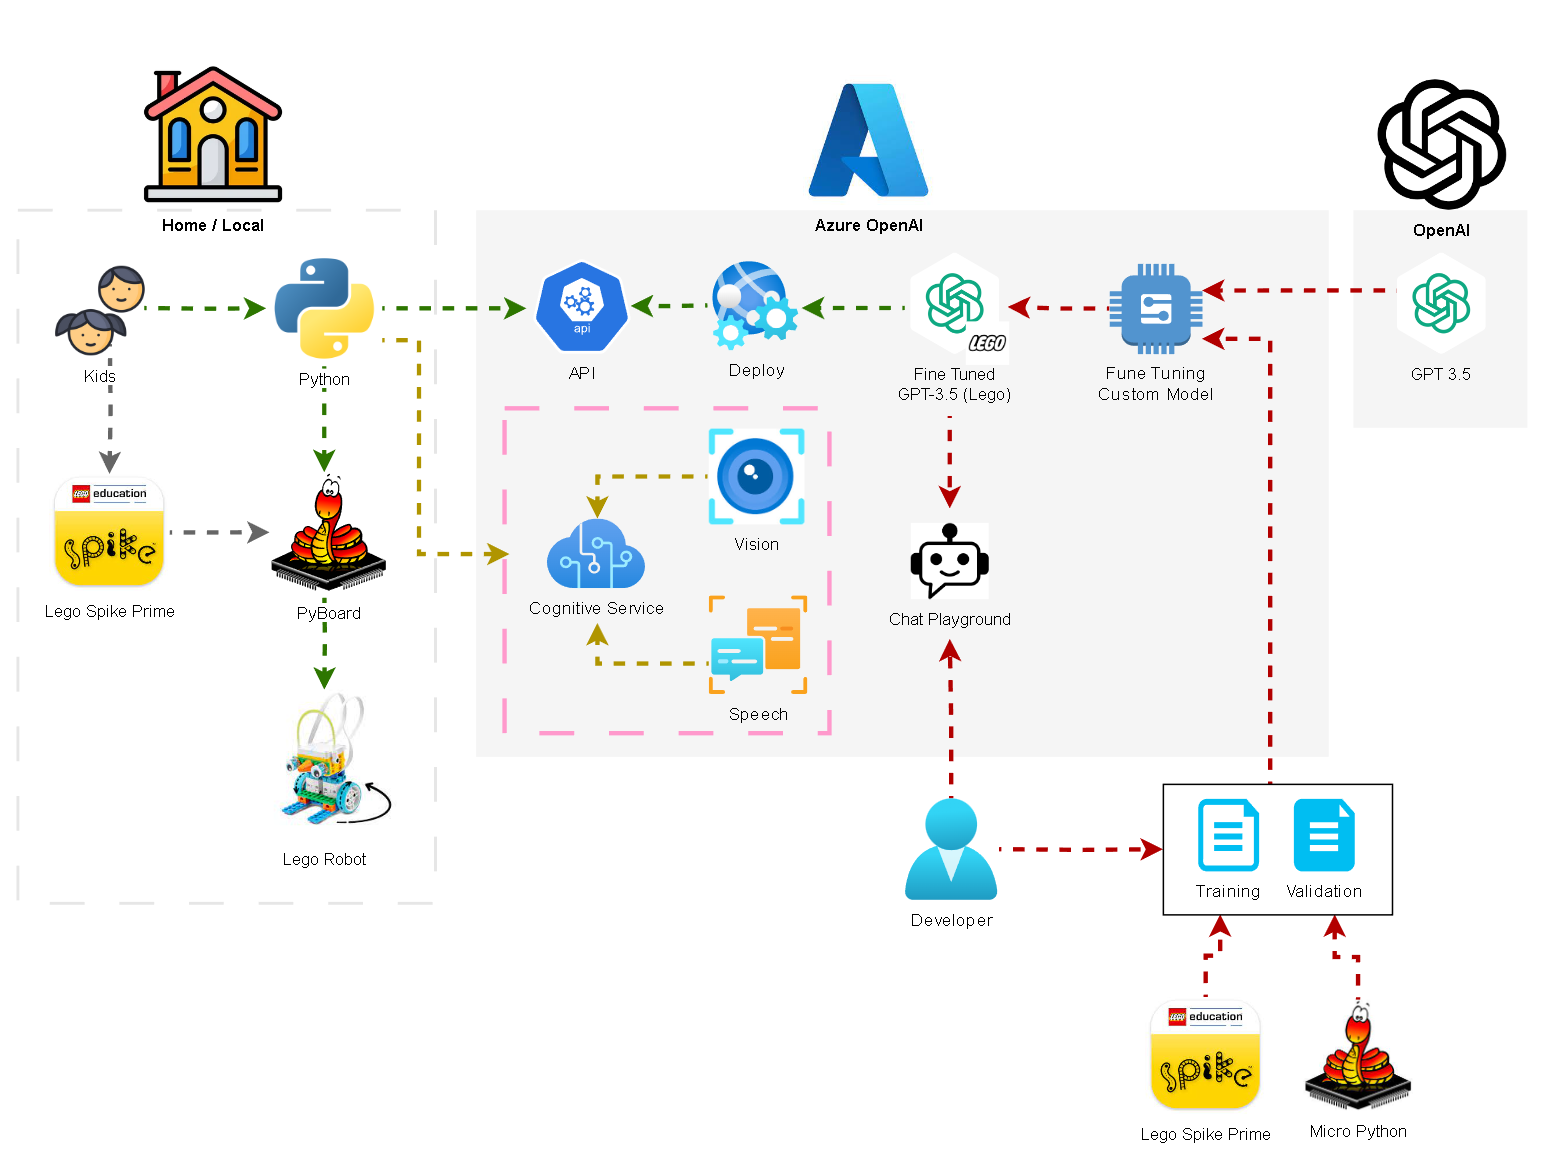 Home / Local
Azure OpenAI
OpenAI
Kids
Python
api
API
Deploy
LEGO
Fine Tuned
GPT-3.5 (Lego)
Fune Tuning
Custom Model
GPT 3.5
LEGO education
spike
Lego Spike Prime
PyBoard
Vision
Cognitive Service
Chat Playground
Speech
Lego Robot
Developer
Training
Validation
LEGO education
spike
Lego Spike Prime
Micro Python